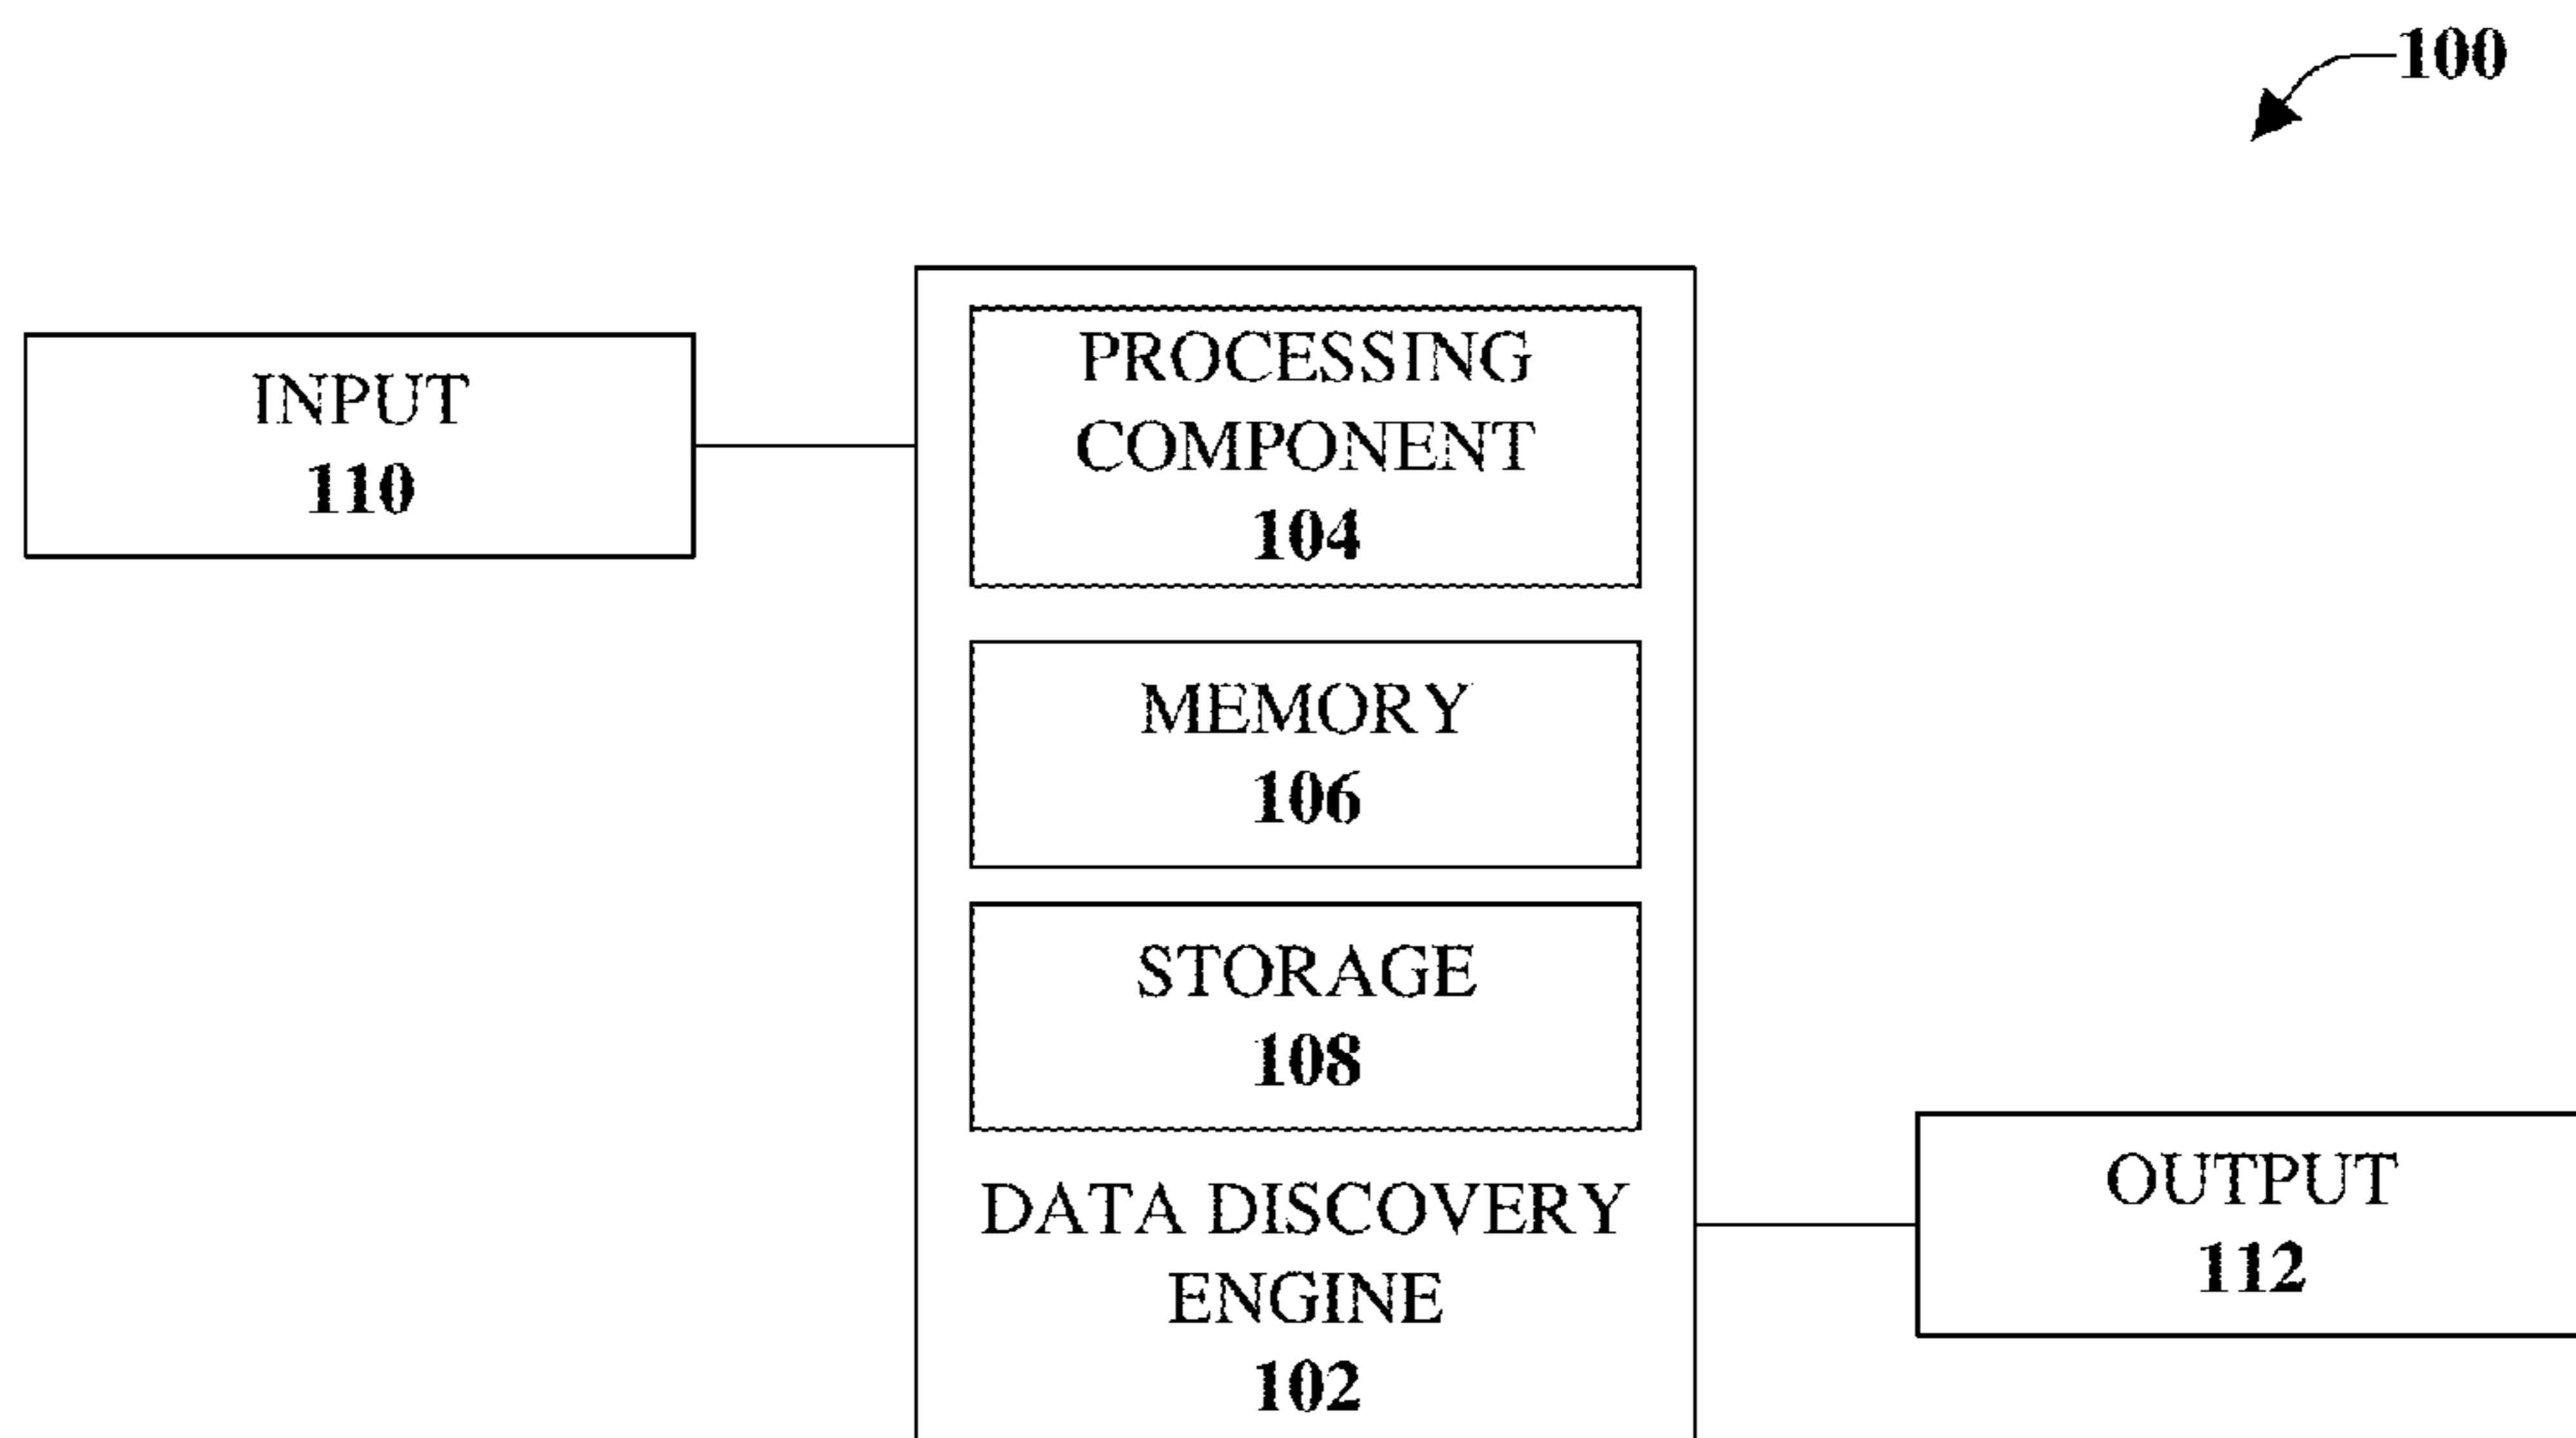 100
INPUT
110
PROCESSING
COMPONENT
104
MEMORY
106
STORAGE
108
DATA DISCOVERY
ENGINE
102
OUTPUT
112